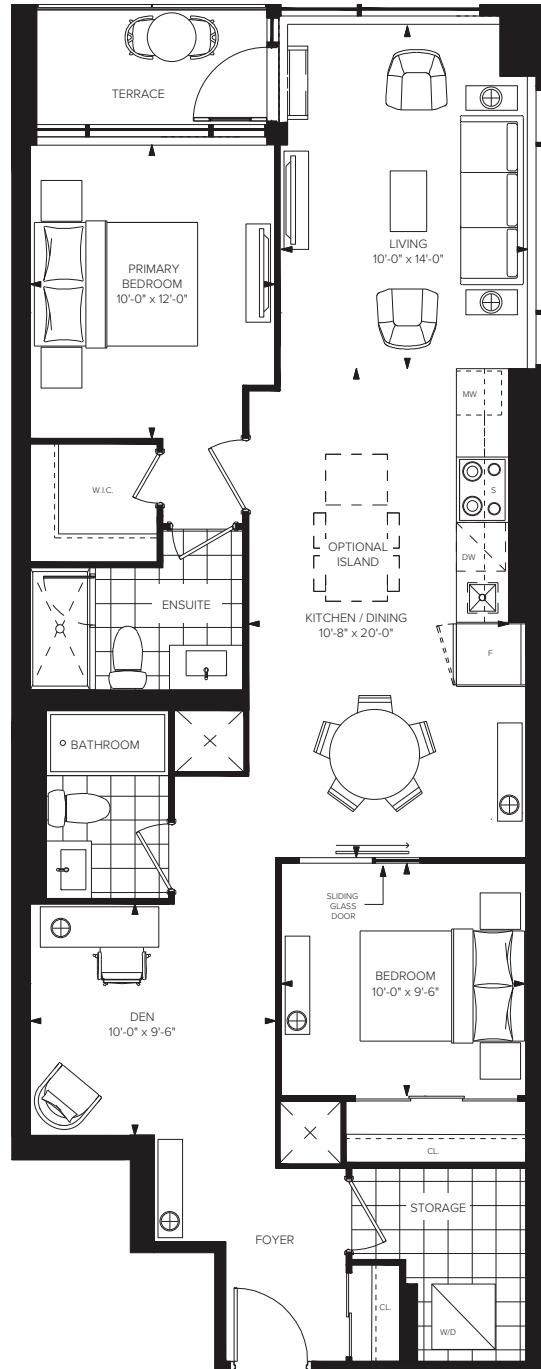 TERRACE
LIVING
10'-0" x 14'-0"
PRIMARY
BEDROOM
10'-0" x 12'-0"
MW
W.I.C.
S
OPTIONAL
ISLAND
DW
ENSUITE
KITCHEN / DINING
10'-8" x 20'-0"
F
BATHROOM
SLIDING
GLASS
DOOR
BEDROOM
10'-0" x 9'-6"
DEN
10'-0" x 9'-6"
CL.
STORAGE
FOYER
CL.
W/D